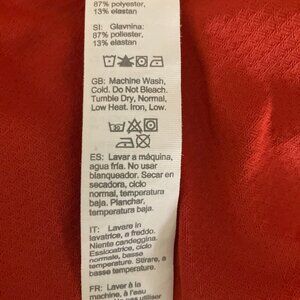 87% polyester,
13% elastan
SI: Glavnina:
87% poliester,
13% elastan
GB: Machine Wash,
Cold. Do Not Bleach.
Tumble Dry, Normal,
Low Heat. Iron, Low.
ES: Lavar a máquina,
agua fría. No usar
blanqueador. Secar en
secadora, ciclo
normal, temperatura
baja. Planchar,
temperatura baja.
IT: Lavare in
lavatrice, a freddo.
Niente candeggina.
Essiccatrice, ciclo
normale, basse
temperature. Stirare, a
basse temperature.
FR: Laver à la
machine, à l'eau